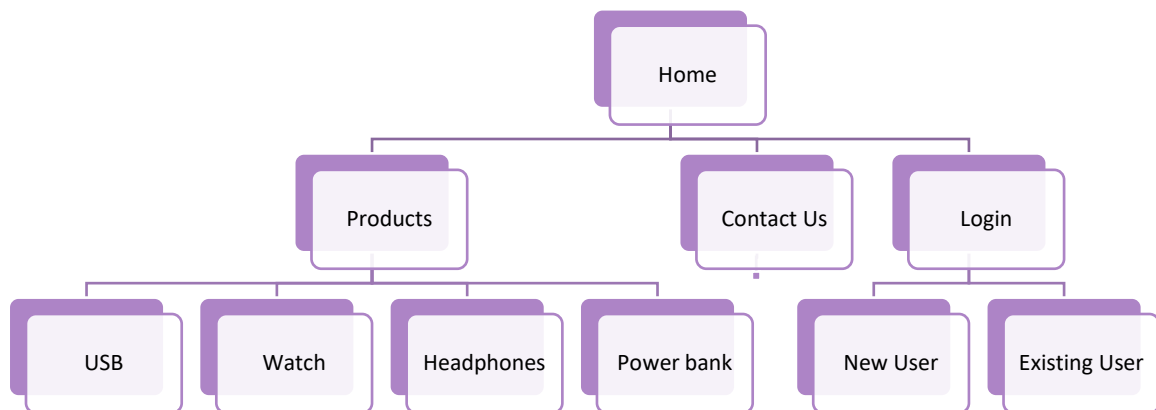 Home
Products
Contact Us
Login
USB
Watch
Headphones
Power bank
New User
Existing User